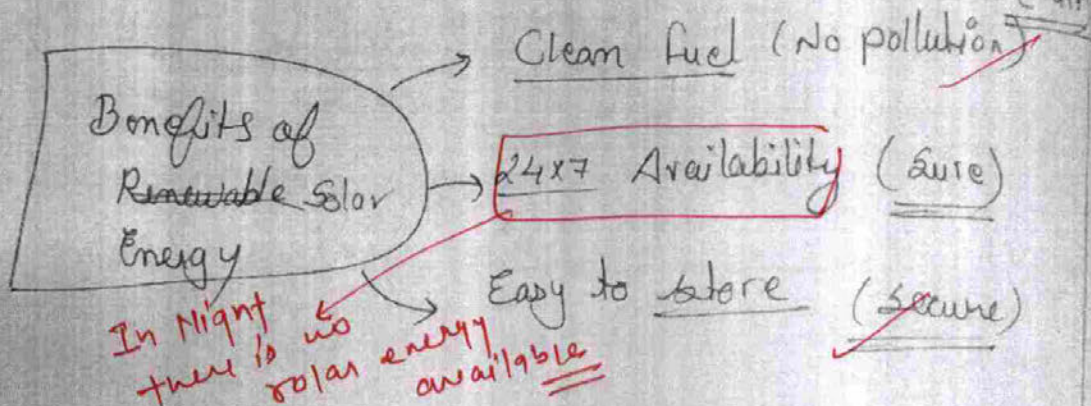 Clean fuel (No pollution)
Benefits of
Renewable Solar
Energy
24x7 Availability (Sure)
Easy to store (Secure)
In Night
there is no
solar energy
available